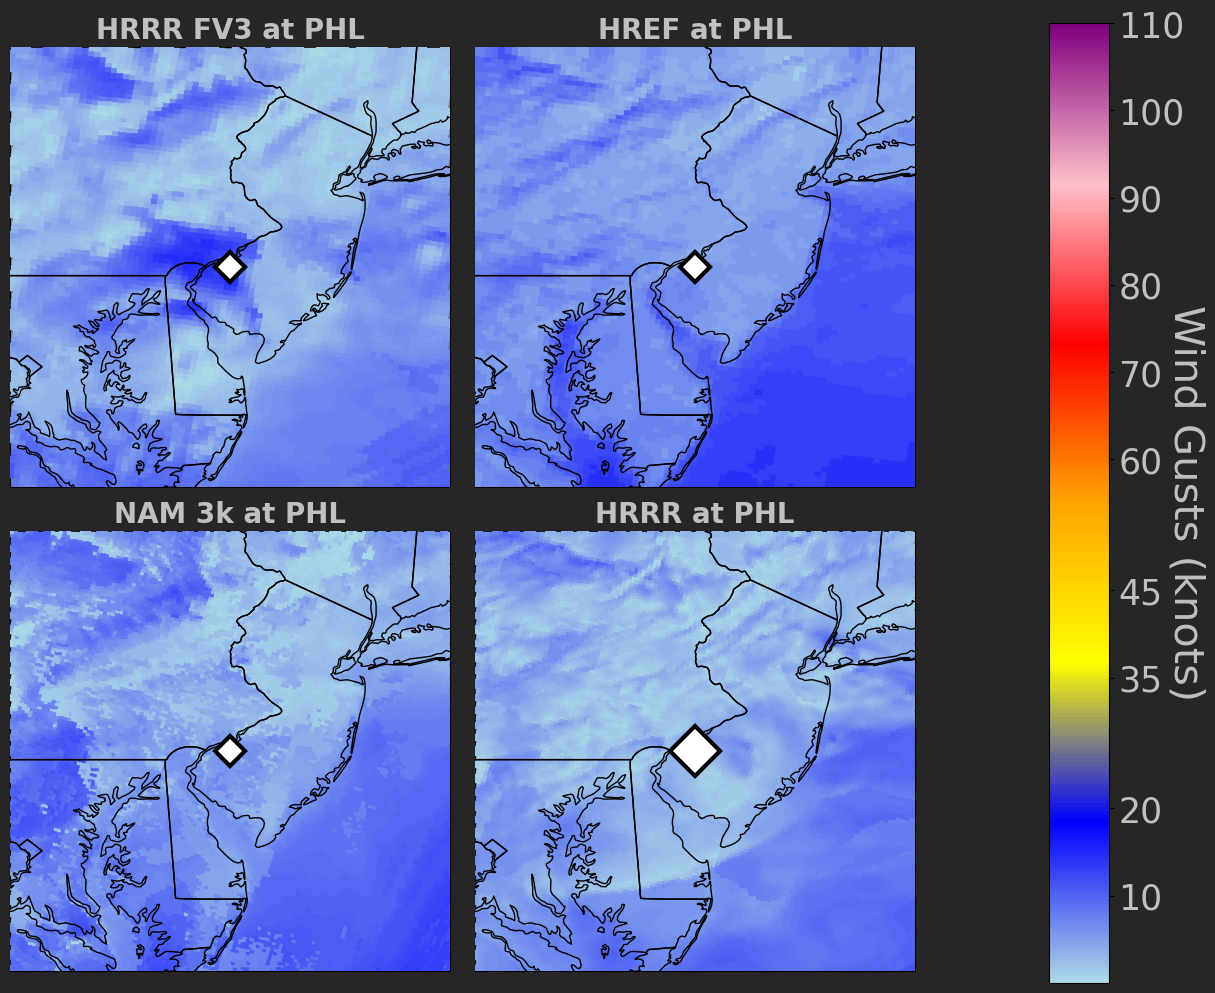 HRRR FV3 at PHL
HREF at PHL
NAM 3k at PHL
HRRR at PHL
110
100
90
80
70
60
45
35
20
10
Wind Gusts (knots)